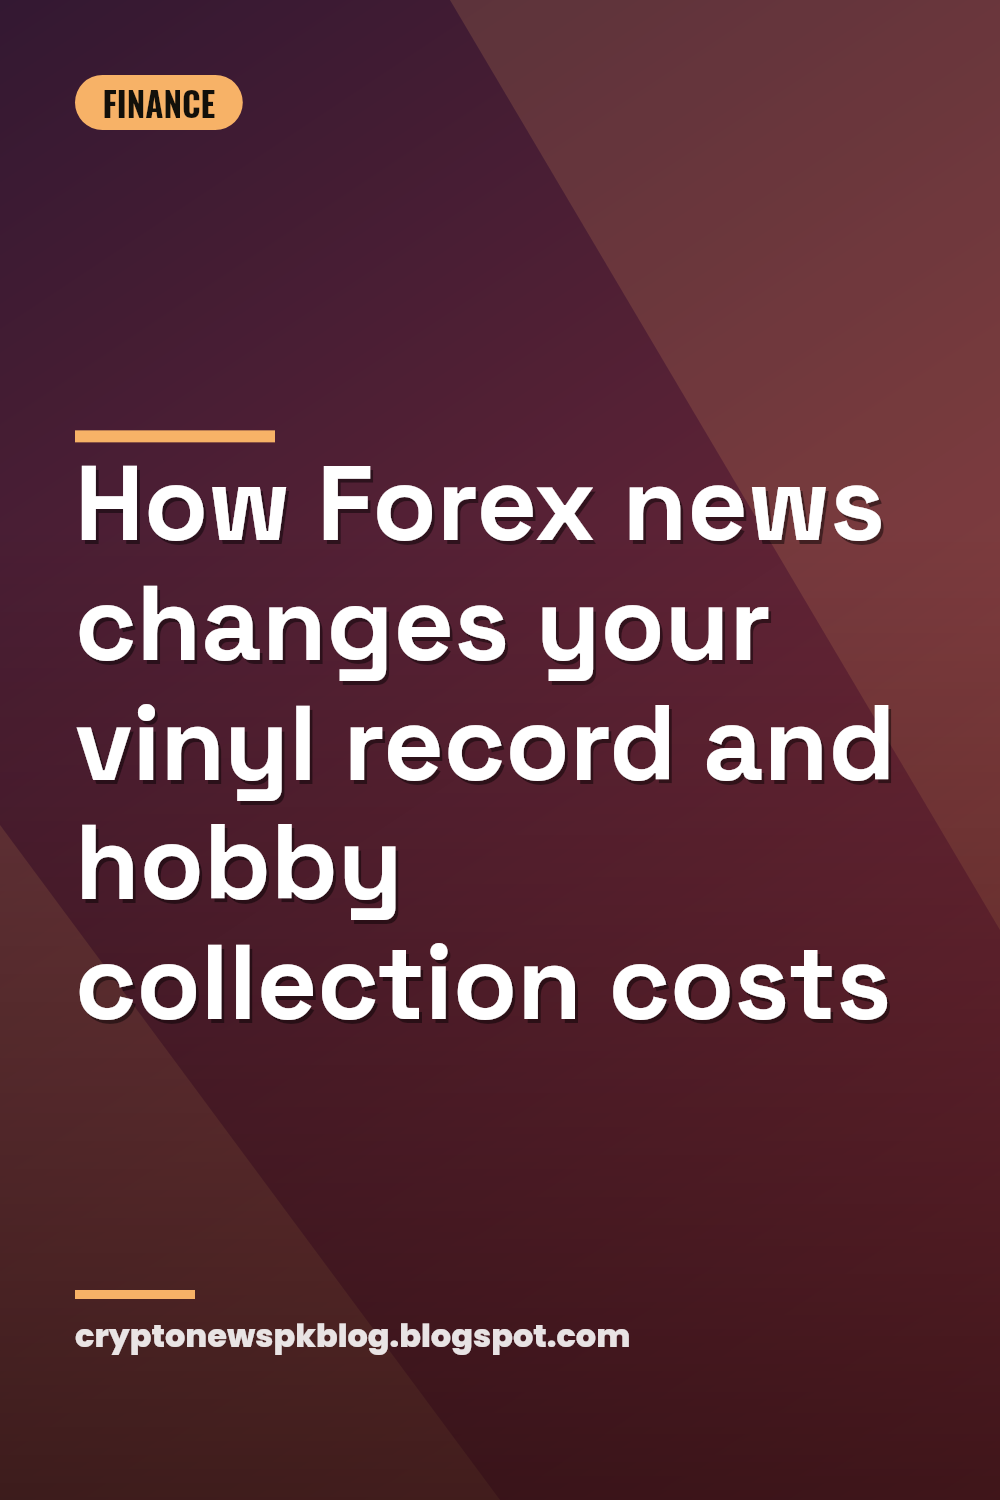 FINANCE
How Forex news
changes your
vinyl record and
hobby
collection costs
cryptonewspkblog.blogspot.com